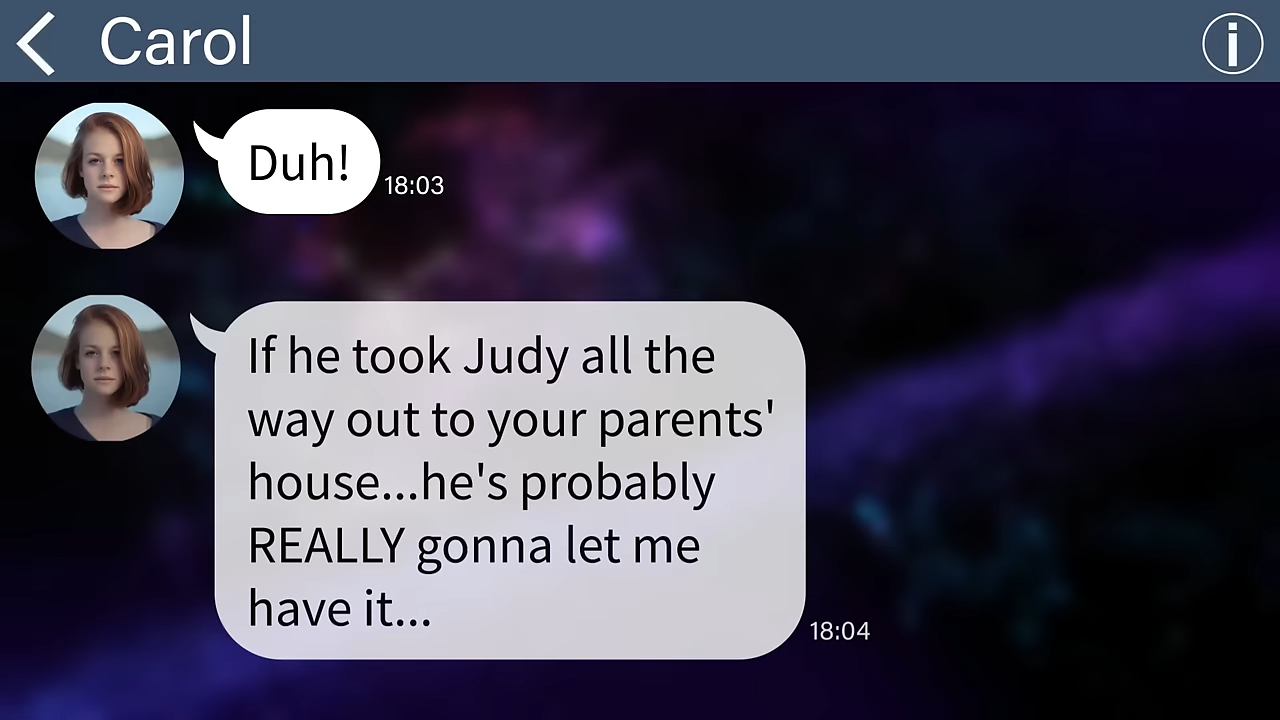 Carol
Duh!
18:03
If he took Judy all the
way out to your parents'
house...he's probably
REALLY gonna let me
have it...
18:04